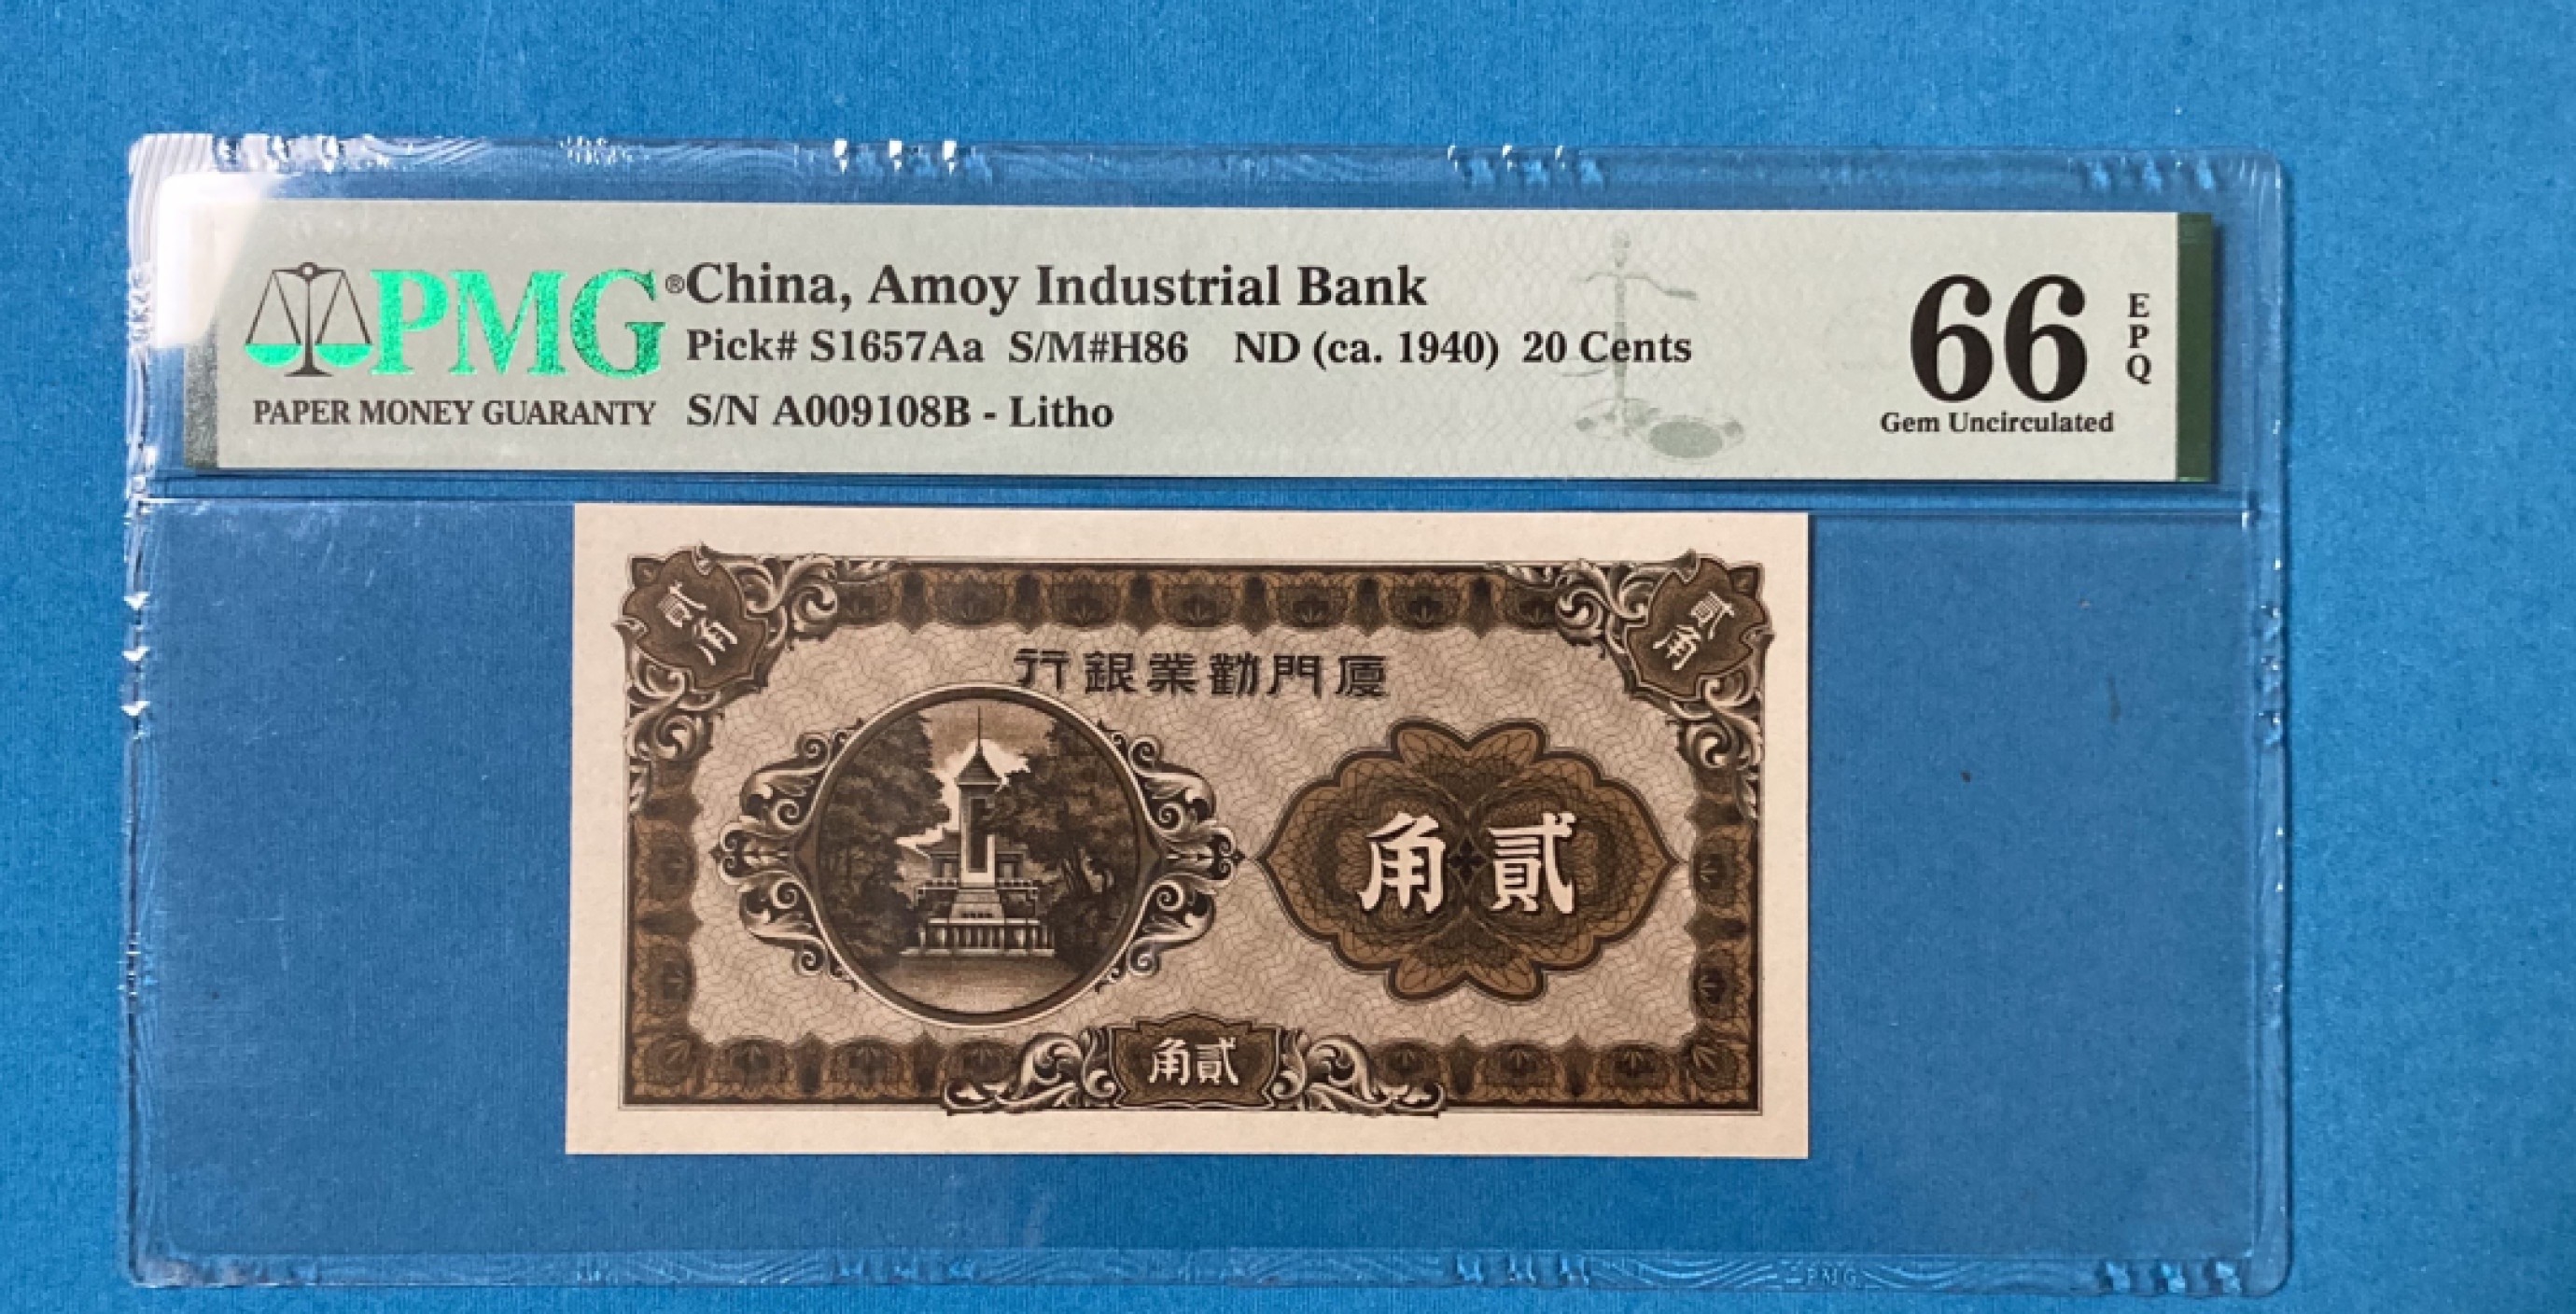 PMG® China, Amoy Industrial Bank
Pick# S1657Aa S/M#H86 ND (ca. 1940) 20 Cents
PAPER MONEY GUARANTY S/N A009108B - Litho
66 EPQ
Gem Uncirculated
貳角
貳角
行銀業勸門廈
角貳
角貳
PMG